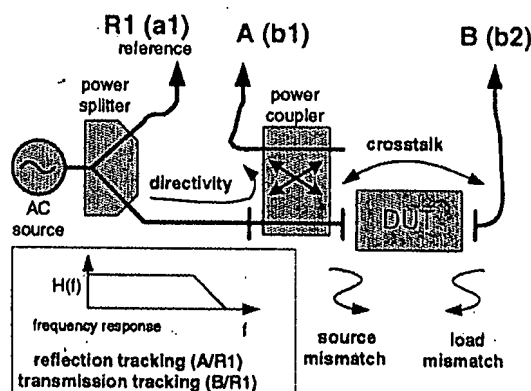 R1 (a1)
reference
A (b1)
B (b2)
power
splitter
power
coupler
crosstalk
directivity
AC
source
DUT
H(f)
frequency response
f
source
mismatch
load
mismatch
reflection tracking (A/R1)
transmission tracking (B/R1)